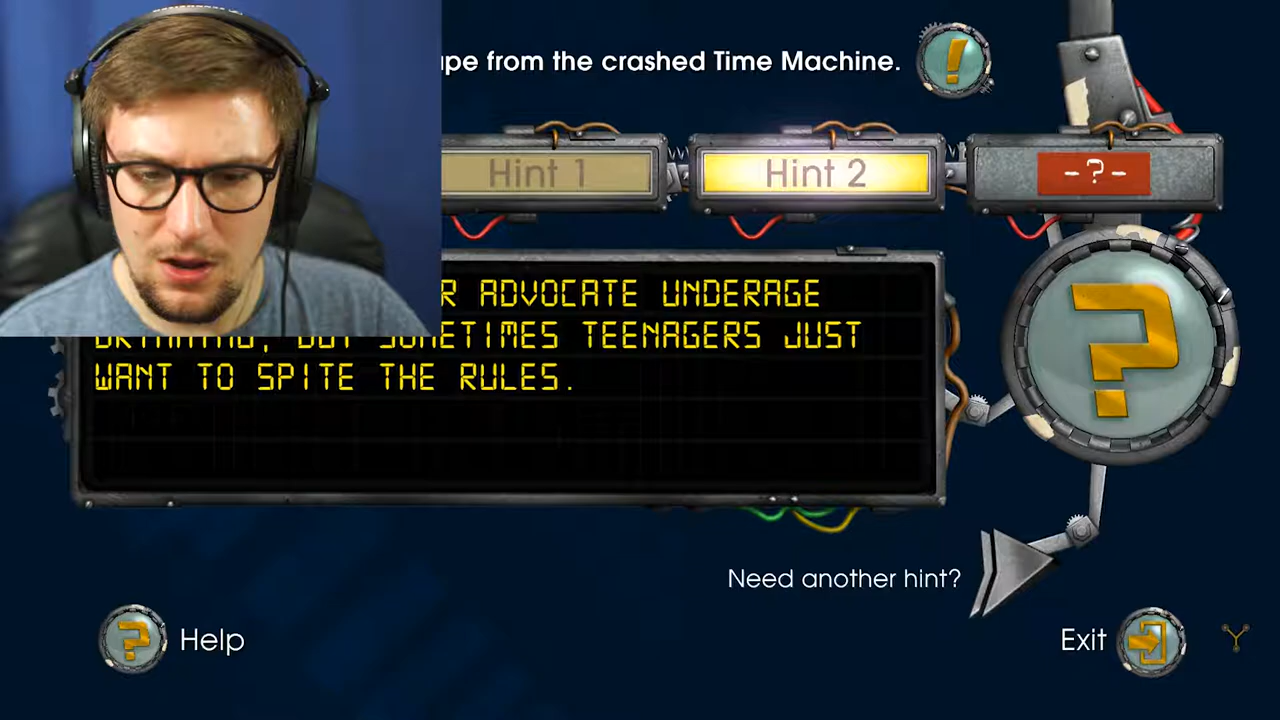 from the crashed Time Machine.
Hint 1
Hint 2
-?-
ADVOCATE UNDERAGE
SOMETIMES TEENAGERS JUST
WANT TO SPITE THE RULES.
Need another hint?
Help
Exit
Y